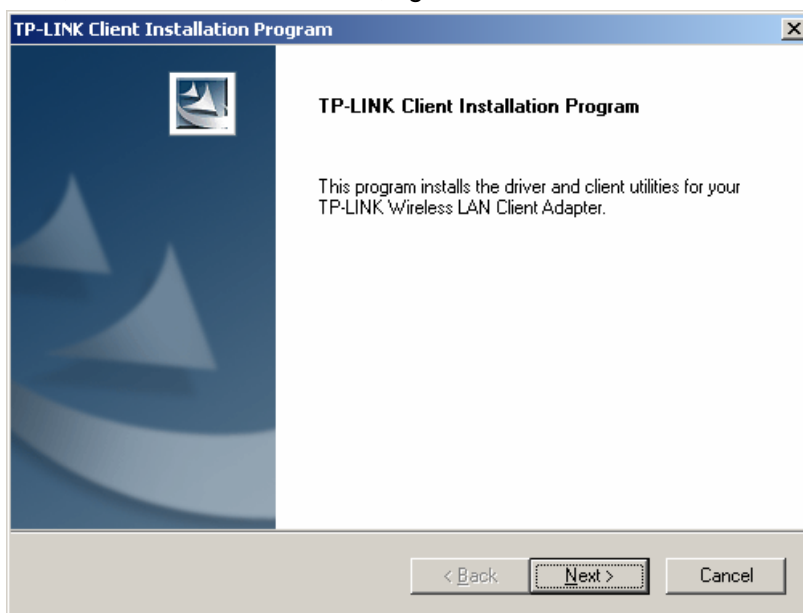 TP-LINK Client Installation Program
TP-LINK Client Installation Program
This program installs the driver and client utilities for your
TP-LINK Wireless LAN Client Adapter.
< Back
Next >
Cancel